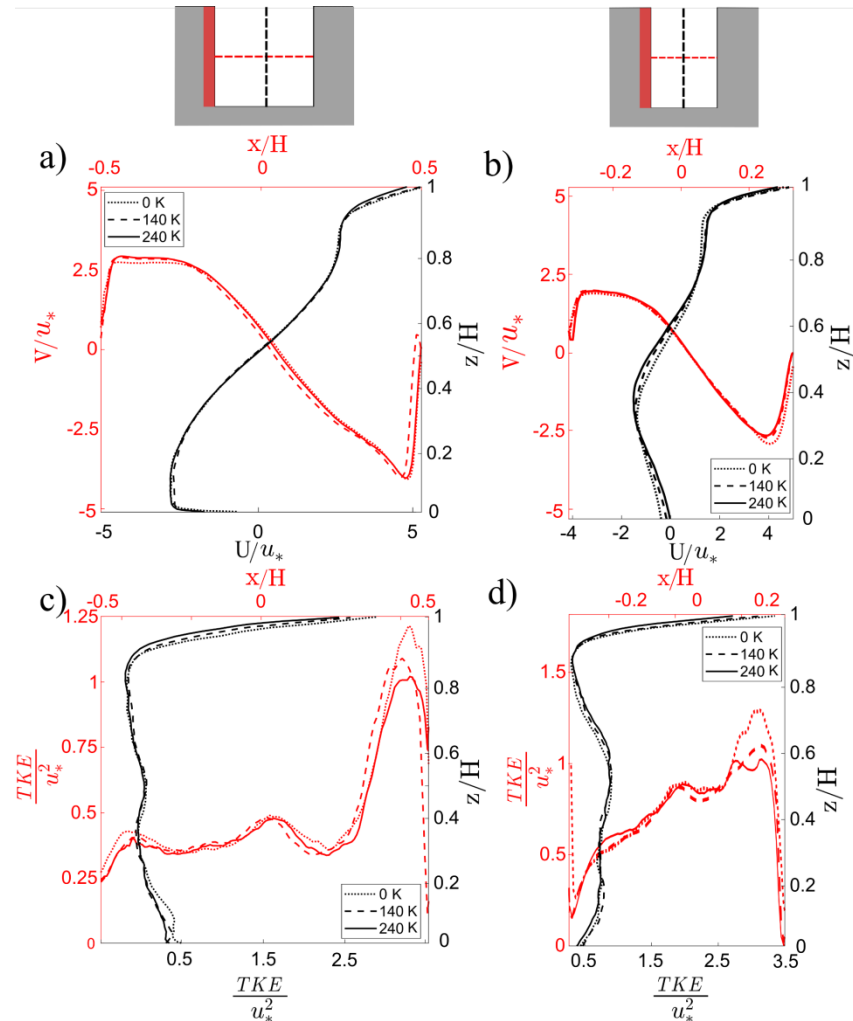 a)
x/H
-0.5
0
0.5
5
2.5
0
-2.5
-5
V/u*
0 K
140 K
240 K
1
0.8
0.6
0.4
0.2
0
z/H
-5
0
5
U/u*
b)
x/H
-0.2
0
0.2
5
2.5
0
-2.5
-5
V/u*
0 K
140 K
240 K
1
0.8
0.6
0.4
0.2
0
z/H
-4
-2
0
2
4
U/u*
c)
x/H
-0.5
0
0.5
1.25
1
0.75
0.5
0.25
0
TKE
u*²
0 K
140 K
240 K
1
0.8
0.6
0.4
0.2
0
z/H
0.5
1.5
2.5
TKE
u*²
d)
x/H
-0.2
0
0.2
1.5
1
0.5
0
TKE
u*²
0 K
140 K
240 K
1
0.8
0.6
0.4
0.2
0
z/H
0.5
1.5
2.5
3.5
TKE
u*²